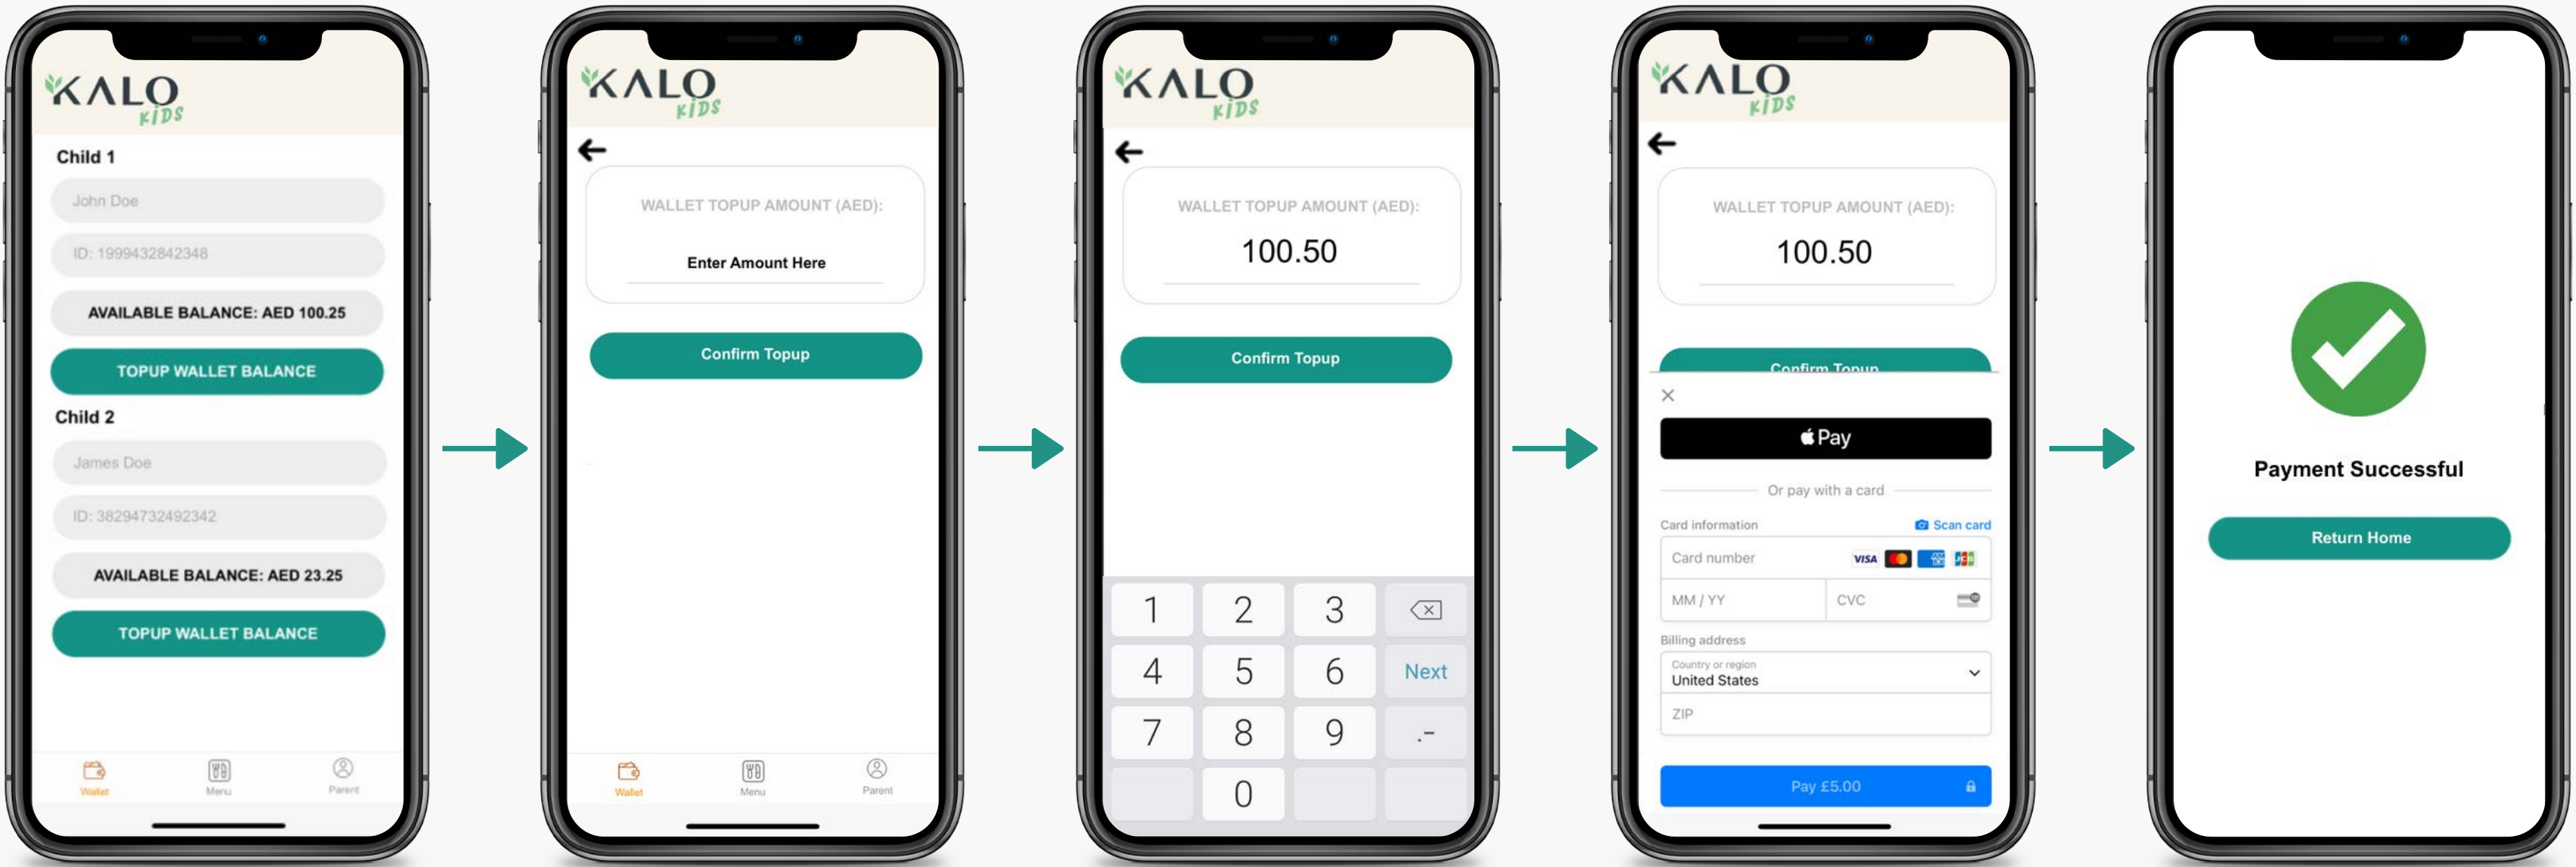 KALO
KiDS
Child 1
John Doe
ID: 1999432842348
AVAILABLE BALANCE: AED 100.25
TOPUP WALLET BALANCE
Child 2
James Doe
ID: 38294732492342
AVAILABLE BALANCE: AED 23.25
TOPUP WALLET BALANCE
Wallet
Menu
Parent
KALO
KiDS
WALLET TOPUP AMOUNT (AED):
Enter Amount Here
Confirm Topup
Wallet
Menu
Parent
KALO
KiDS
WALLET TOPUP AMOUNT (AED):
100.50
Confirm Topup
1 2 3
4 5 6 Next
7 8 9 .-
0
KALO
KiDS
WALLET TOPUP AMOUNT (AED):
100.50
Confirm Topup
Pay
Or pay with a card
Card information Scan card
Card number VISA AMEX JCB
MM / YY CVC
Billing address
Country or region
United States
ZIP
Pay £5.00
Payment Successful
Return Home